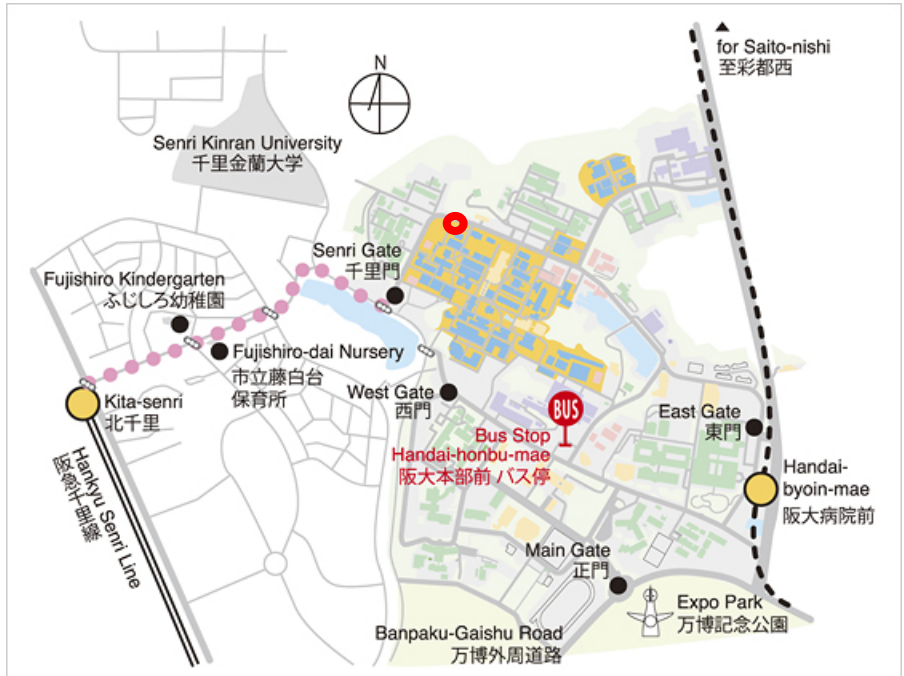 for Saito-nishi
至彩都西
N
Senri Kinran University
千里金蘭大学
Senri Gate
千里門
Fujishiro Kindergarten
ふじしろ幼稚園
Fujishiro-dai Nursery
市立藤白台
保育所
Kita-senri
北千里
Hankyu Senri Line
阪急千里線
West Gate
西門
BUS
Bus Stop
Handai-honbu-mae
阪大本部前 バス停
East Gate
東門
Handai-
byoin-mae
阪大病院前
Main Gate
正門
Expo Park
万博記念公園
Banpaku-Gaishu Road
万博外周道路